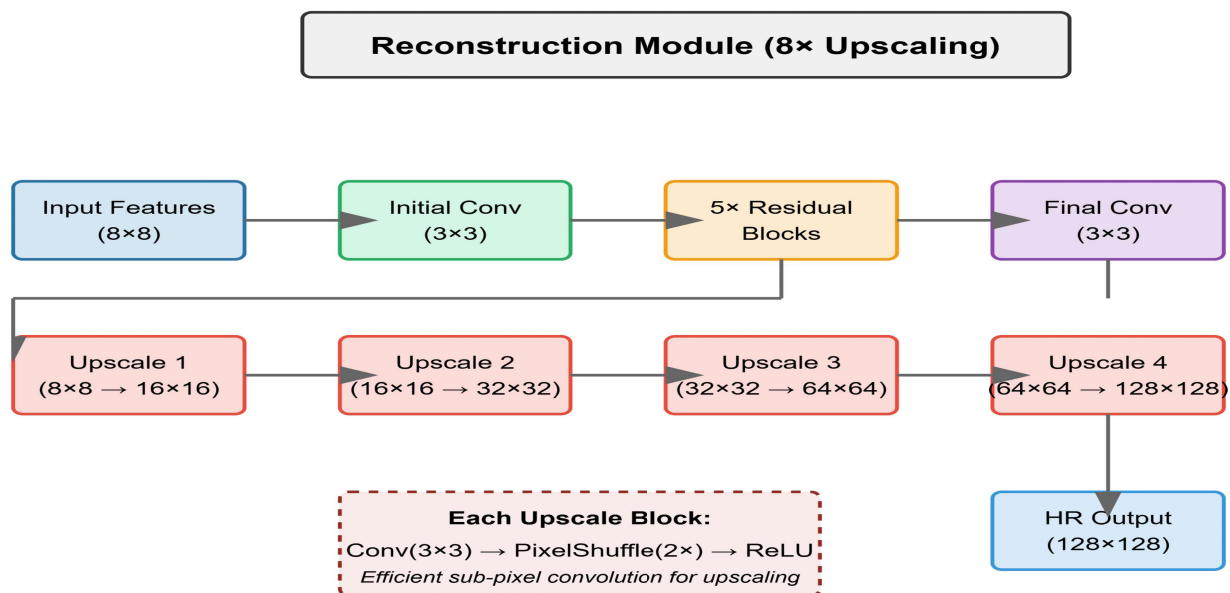 Reconstruction Module (8× Upscaling)
Input Features
(8×8)
Initial Conv
(3×3)
5× Residual
Blocks
Final Conv
(3×3)
Upscale 1
(8×8 → 16×16)
Upscale 2
(16×16 → 32×32)
Upscale 3
(32×32 → 64×64)
Upscale 4
(64×64 → 128×128)
Each Upscale Block:
Conv(3×3) → PixelShuffle(2×) → ReLU
Efficient sub-pixel convolution for upscaling
HR Output
(128×128)